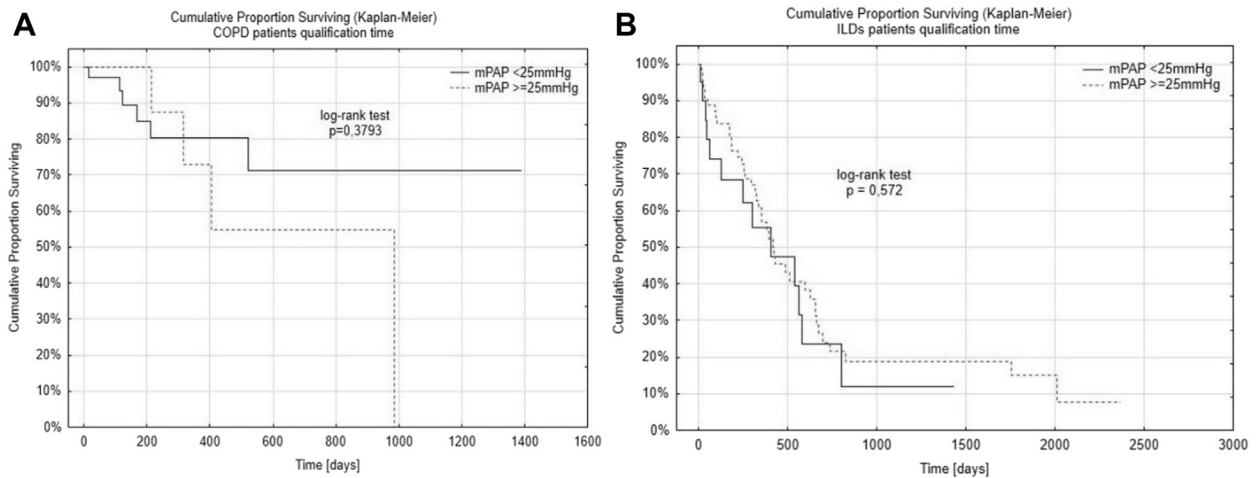 A
Cumulative Proportion Surviving (Kaplan-Meier)
COPD patients qualification time
100%
90%
80%
70%
60%
50%
40%
30%
20%
10%
0%
Cumulative Proportion Surviving
mPAP <25mmHg
mPAP >=25mmHg
log-rank test
p=0,3793
0 200 400 600 800 1000 1200 1400 1600
Time [days]
B
Cumulative Proportion Surviving (Kaplan-Meier)
ILDs patients qualification time
100%
90%
80%
70%
60%
50%
40%
30%
20%
10%
0%
Cumulative Proportion Surviving
mPAP <25mmHg
mPAP >=25mmHg
log-rank test
p = 0,572
0 500 1000 1500 2000 2500 3000
Time [days]